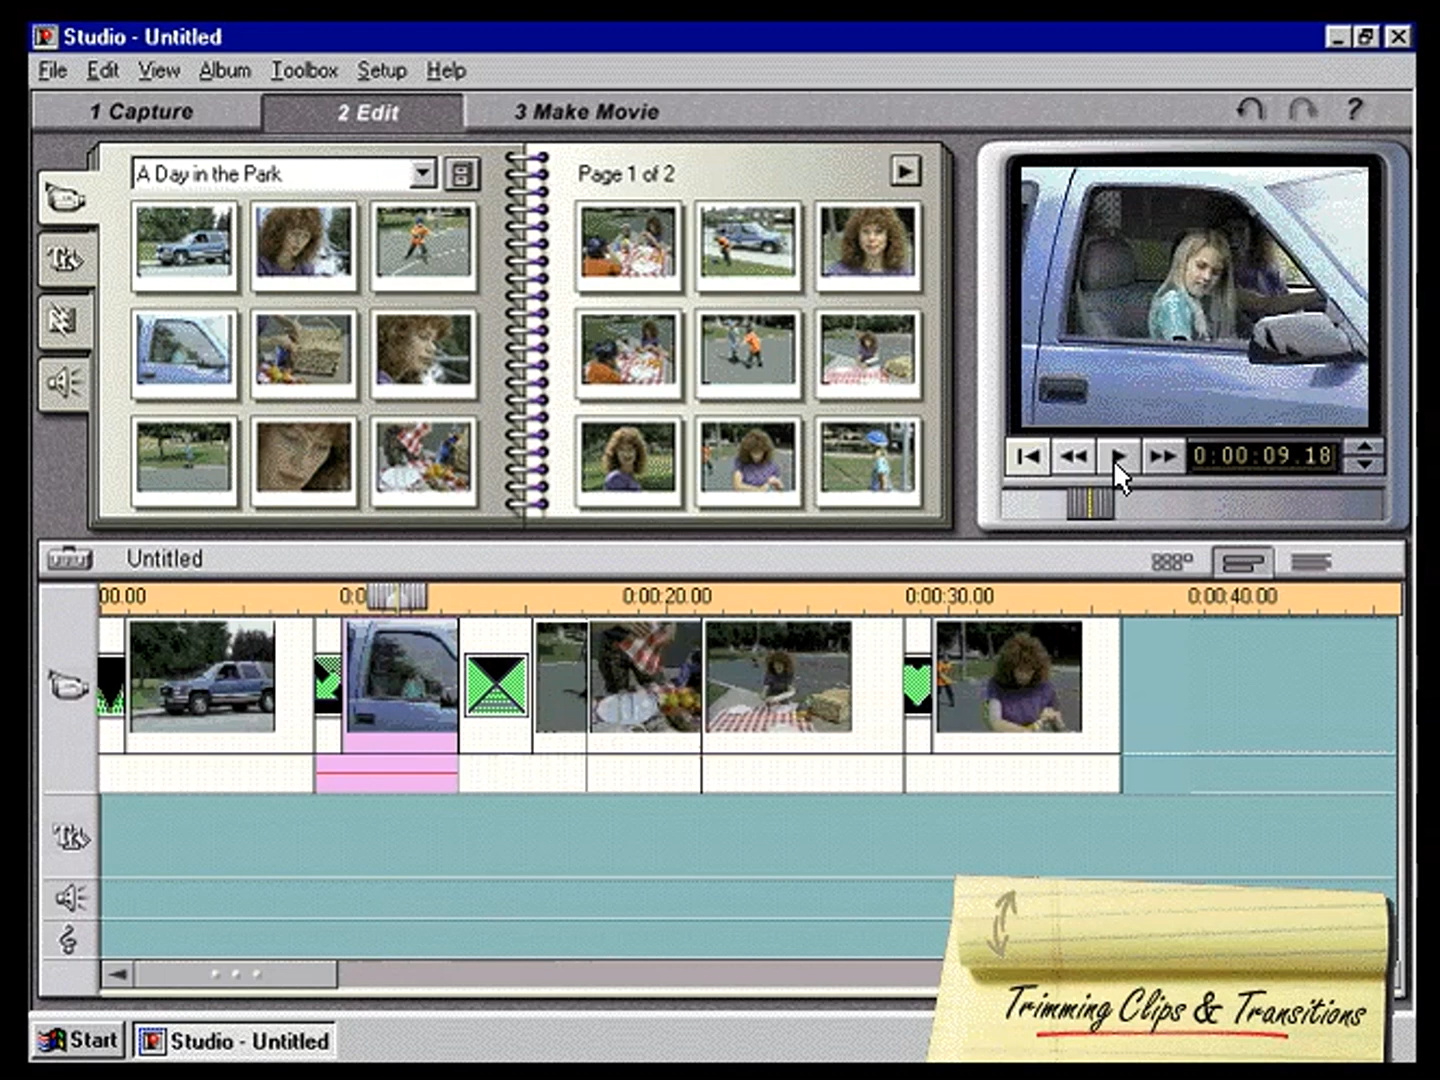 Studio - Untitled
File Edit View Album Toolbox Setup Help
1 Capture 2 Edit 3 Make Movie ?
A Day in the Park
Page 1 of 2
0:00:09.18
Untitled
00.00 0:0 0:00:20.00 0:00:30.00 0:00:40.00
Trimming Clips & Transitions
Start Studio - Untitled